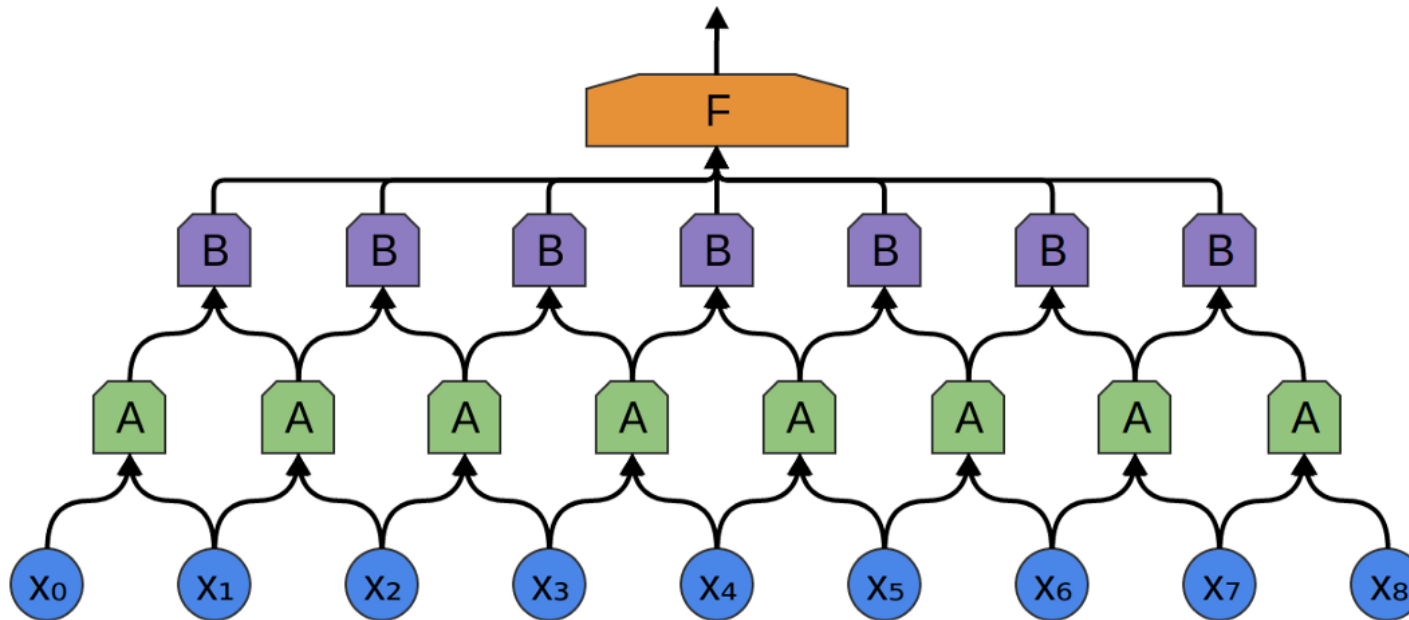 F
B B B B B B B
A A A A A A A A
x₀ x₁ x₂ x₃ x₄ x₅ x₆ x₇ x₈